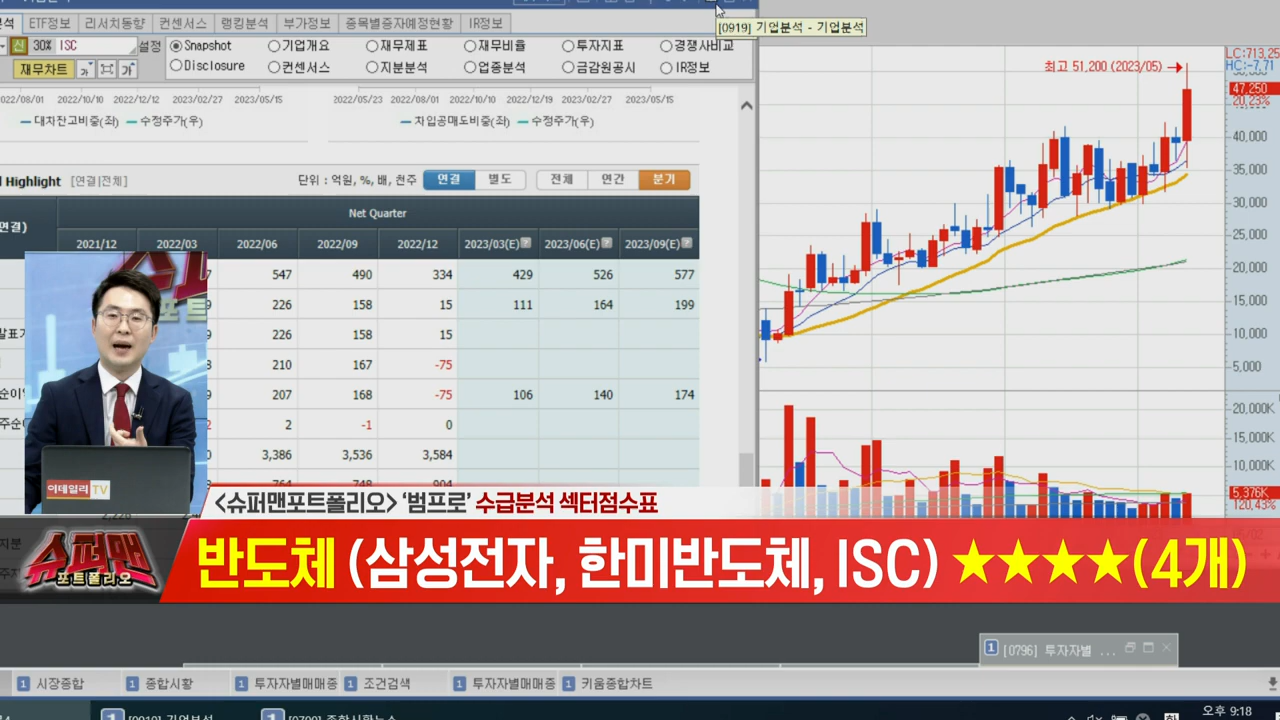 [0919] 기업분석 - 기업분석
ETF정보 리서치동향 컨센서스 랭킹분석 부가정보 종목별증자예정현황 IR정보
신 30% ISC 설정 Snapshot 기업개요 재무제표 재무비율 투자지표 경쟁사비교
재무차트 가 가 Disclosure 컨센서스 지분분석 업종분석 금감원공시 IR정보
2022/10/10 2022/12/12 2023/02/27 2023/05/15 2022/05/23 2022/08/01 2022/10/10 2022/12/19 2023/02/27 2023/05/15
대차잔고비중(좌) 수정주가(우) 차입공매도비중(좌) 수정주가(우)
Highlight [연결|전체] 단위 : 억원, %, 배, 천주 연결 별도 전체 연간 분기
Net Quarter
2021/12 2022/03 2022/06 2022/09 2022/12 2023/03(E) 2023/06(E) 2023/09(E)
547 490 334 429 526 577
226 158 15 111 164 199
226 158 15
210 167 -75
207 168 -75 106 140 174
2 -1 0
3,386 3,536 3,584
최고 51,200 (2023/05)
LC:713,25
HC:-7,71
47,250
20,23%
40,000
35,000
30,000
25,000
20,000
15,000
10,000
5,000
20,000K
15,000K
10,000K
5,376K
120,43%
이데일리 TV
<슈퍼맨포트폴리오> '범프로' 수급분석 섹터점수표
슈퍼맨
포트폴리오
반도체 (삼성전자, 한미반도체, ISC) ★★★★(4개)
1 [0796] 투자자별 ...
1 시장종합 1 종합시황 1 투자자별매매종 1 조건검색 1 투자자별매매종 1 키움종합차트
오후 9:18